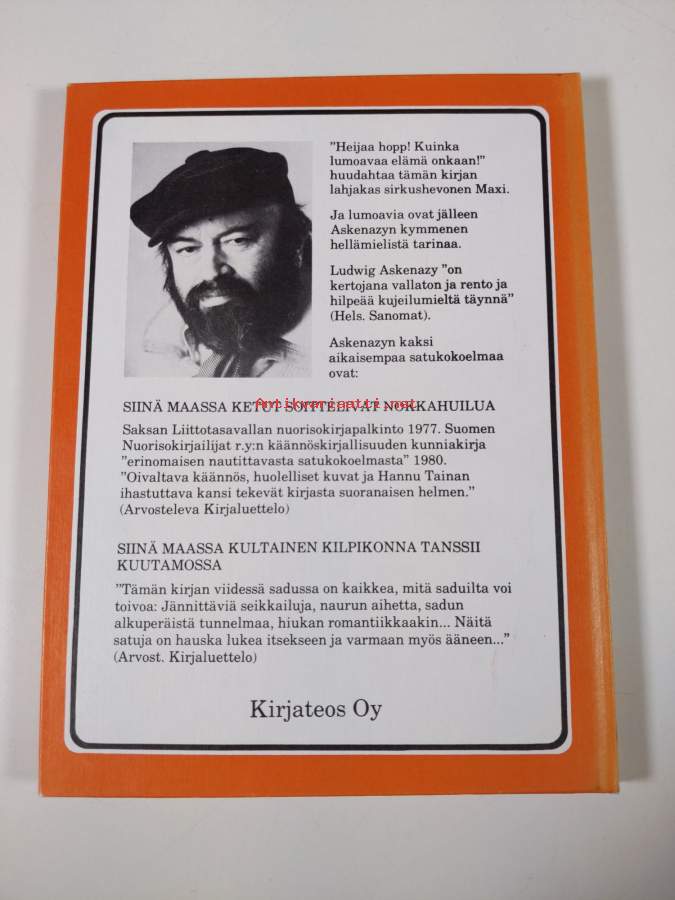 "Heijaa hopp! Kuinka
lumoavaa elämä onkaan!"
huudahtaa tämän kirjan
lahjakas sirkushevonen Maxi.
Ja lumoavia ovat jälleen
Askenazyn kymmenen
hellämielistä tarinaa.
Ludwig Askenazy "on
kertojana vallaton ja rento ja
hilpeää kujeilumieltä täynnä"
(Hels. Sanomat).
Askenazyn kaksi
aikaisempaa satukokoelmaa
ovat:
SIINÄ MAASSA KETUT SOITTELIVAT NOKKAHUILUA
Antikvariaatti.net
Saksan Liittotasavallan nuorisokirjapalkinto 1977. Suomen
Nuorisokirjailijat r.y:n käännöskirjallisuuden kunniakirja
"erinomaisen nautittavasta satukokoelmasta" 1980.
"Oivaltava käännös, huolelliset kuvat ja Hannu Tainan
ihastuttava kansi tekevät kirjasta suoranaisen helmen."
(Arvosteleva Kirjaluettelo)
SIINÄ MAASSA KULTAINEN KILPIKONNA TANSSII
KUUTAMOSSA
"Tämän kirjan viidessä sadussa on kaikkea, mitä saduilta voi
toivoa: Jännittäviä seikkailuja, naurun aihetta, sadun
alkuperäistä tunnelmaa, hiukan romantiikkaakin... Näitä
satuja on hauska lukea itsekseen ja varmaan myös ääneen..."
(Arvost. Kirjaluettelo)
Kirjateos Oy